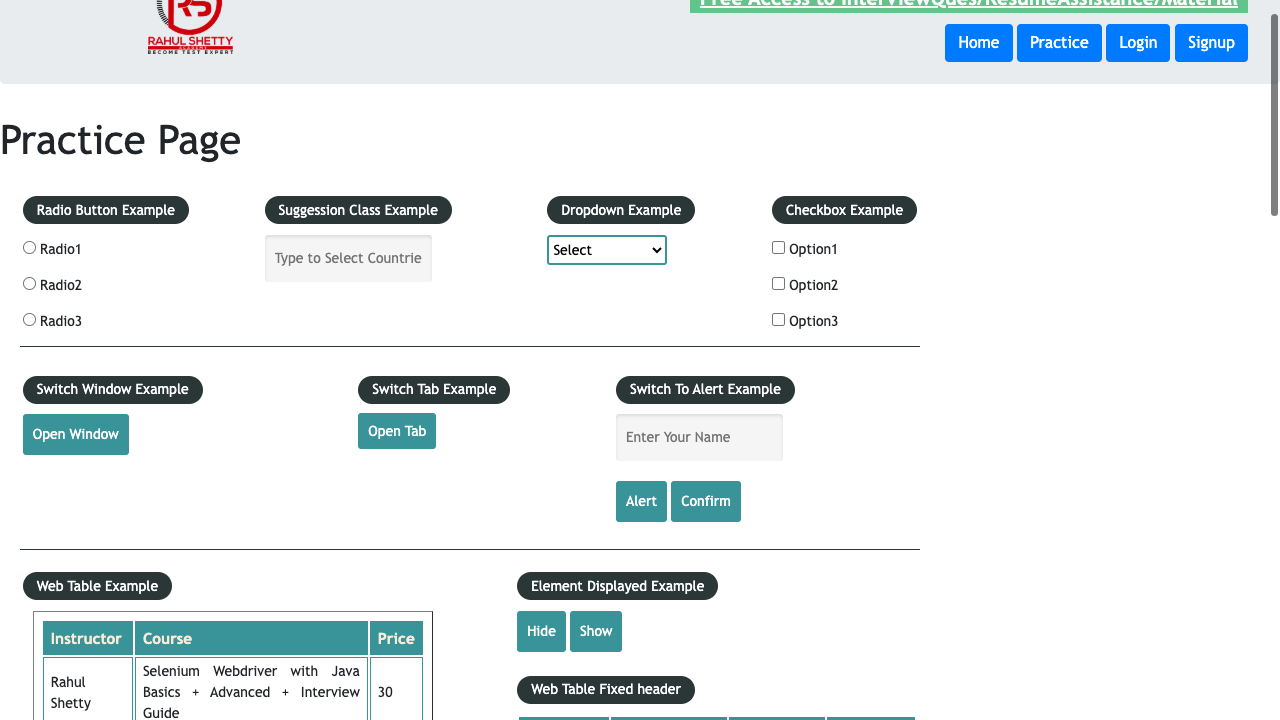 Free Access to InterviewQues/ResumeAssistance/Material
RS
RAHUL SHETTY
ACADEMY
BECOME TEST EXPERT
Home Practice Login Signup
Practice Page
Radio Button Example Suggession Class Example Dropdown Example Checkbox Example
Radio1 Type to Select Countrie Select Option1
Radio2 Option2
Radio3 Option3
Switch Window Example Switch Tab Example Switch To Alert Example
Open Window Open Tab Enter Your Name
Alert Confirm
Web Table Example Element Displayed Example
Hide Show
Instructor Course Price
Rahul Shetty Selenium Webdriver with Java Basics + Advanced + Interview Guide 30
Web Table Fixed header